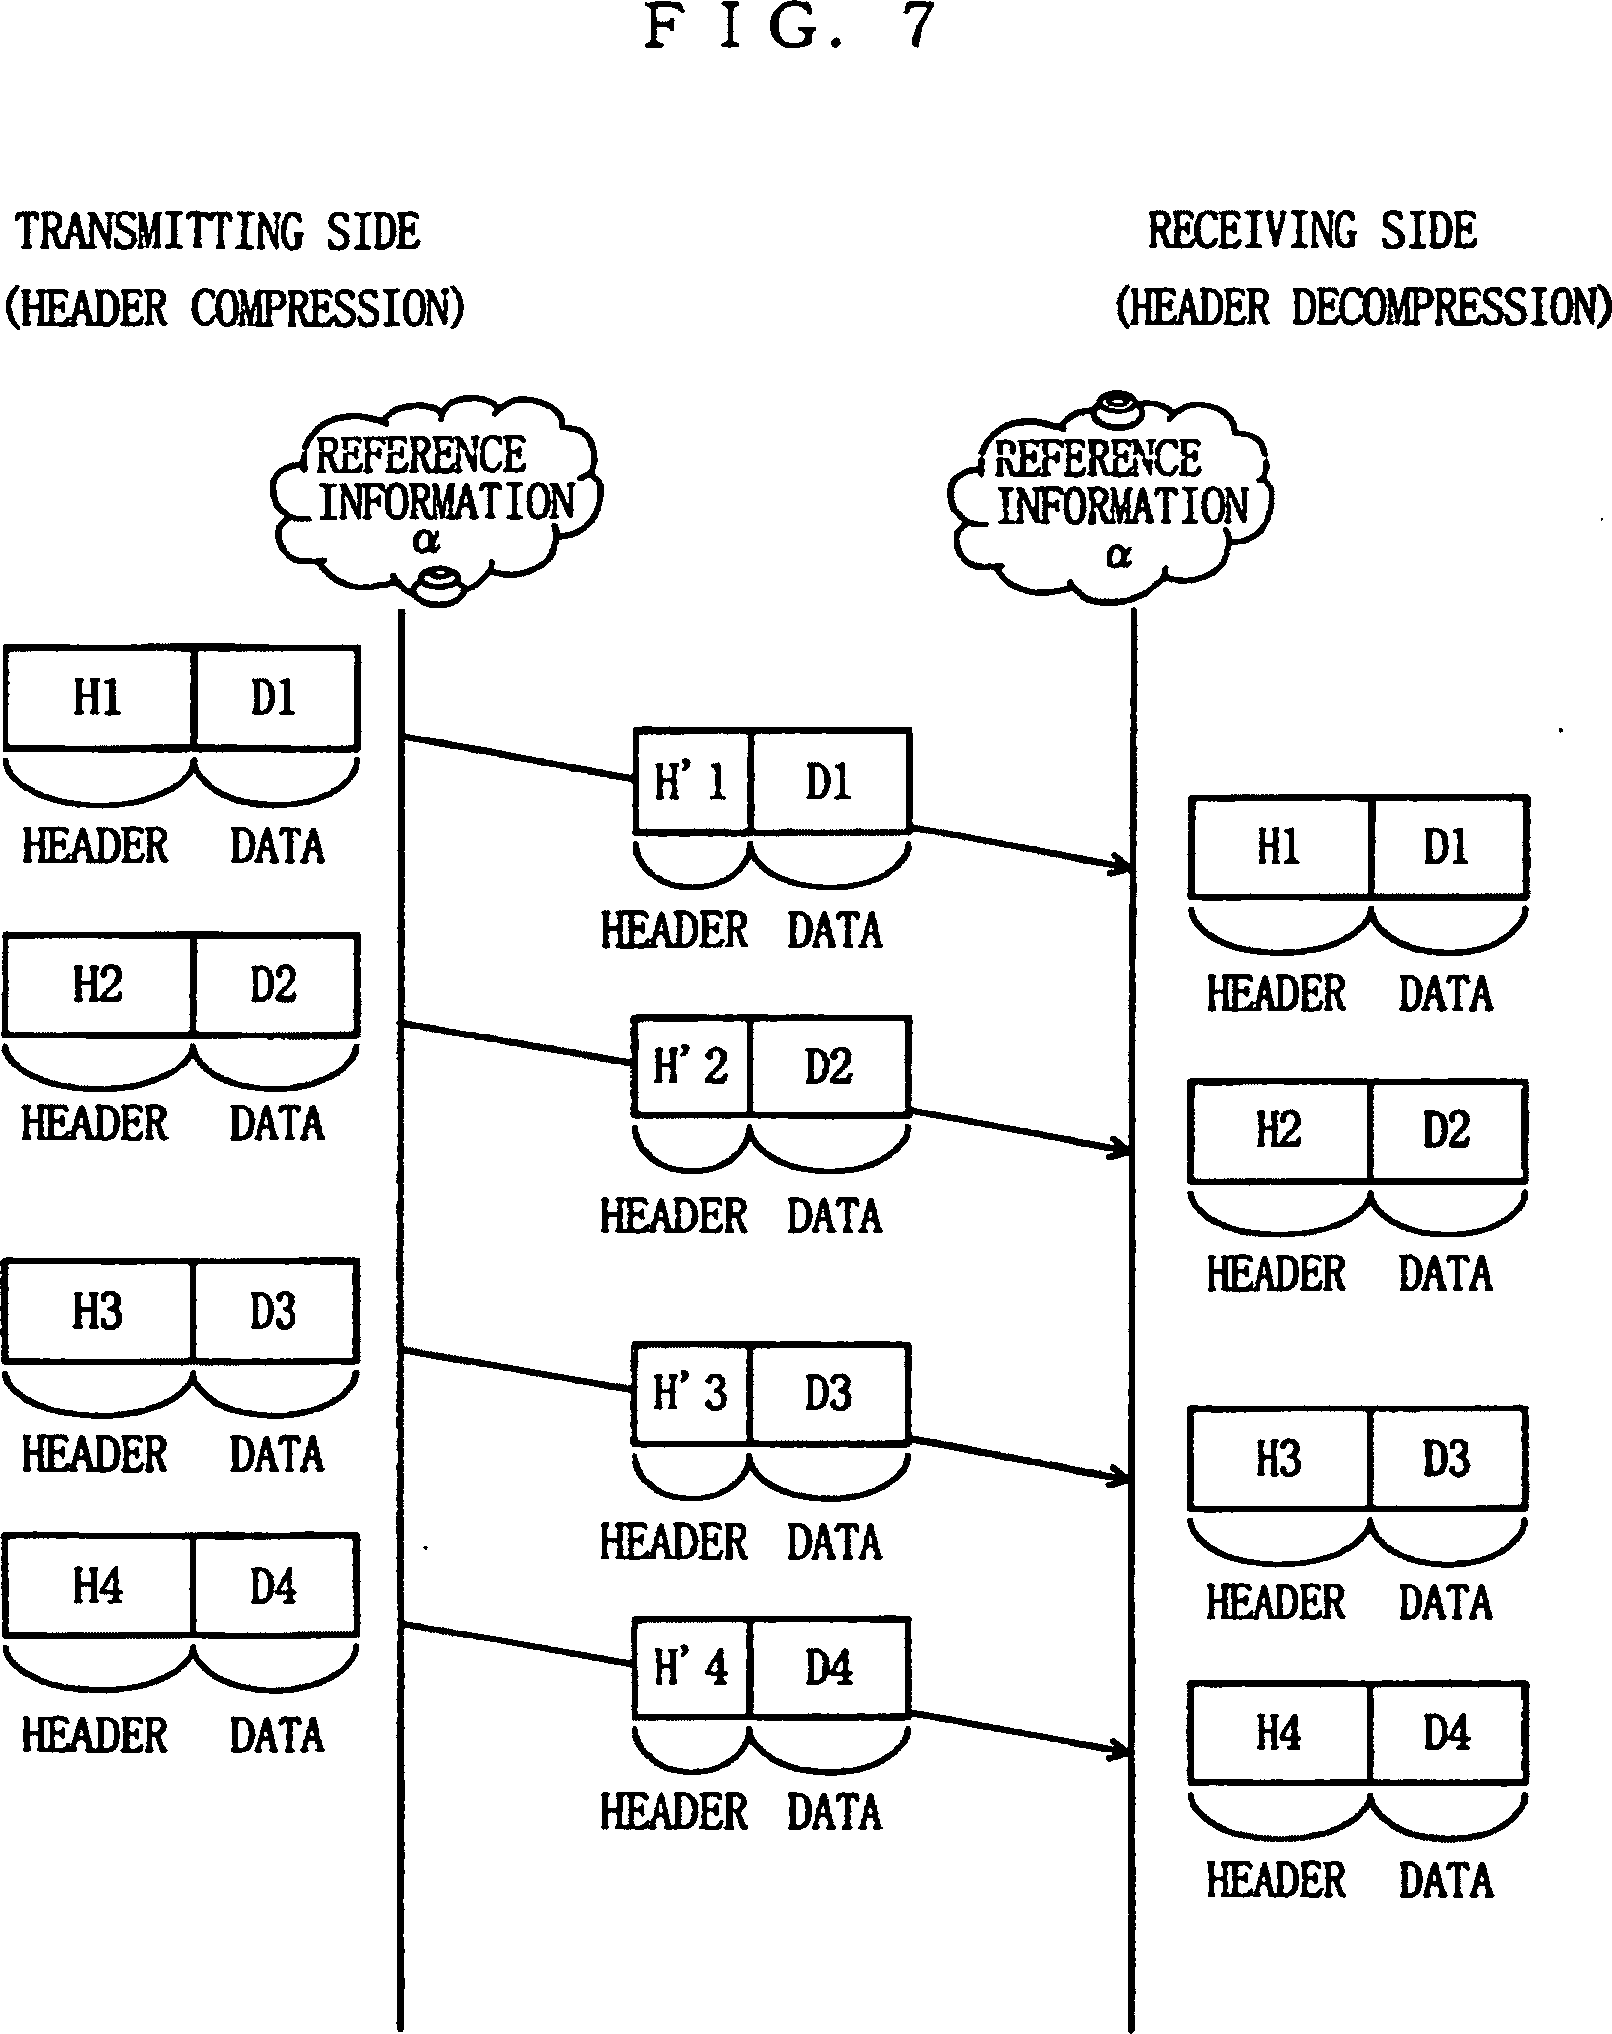 FIG. 7
TRANSMITTING SIDE
(HEADER COMPRESSION)
RECEIVING SIDE
(HEADER DECOMPRESSION)
REFERENCE
INFORMATION
α
REFERENCE
INFORMATION
α
H1 D1
HEADER DATA
H'1 D1
HEADER DATA
H1 D1
HEADER DATA
H2 D2
HEADER DATA
H'2 D2
HEADER DATA
H2 D2
HEADER DATA
H3 D3
HEADER DATA
H'3 D3
HEADER DATA
H3 D3
HEADER DATA
H4 D4
HEADER DATA
H'4 D4
HEADER DATA
H4 D4
HEADER DATA